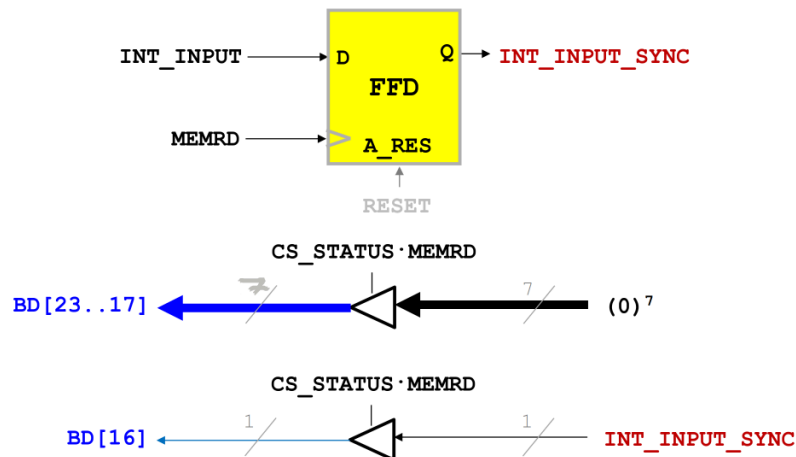 INT_INPUT D Q INT_INPUT_SYNC
FFD
MEMRD A_RES
RESET
CS_STATUS·MEMRD
BD[23..17] 7 7 (0)⁷
CS_STATUS·MEMRD
BD[16] 1 1 INT_INPUT_SYNC